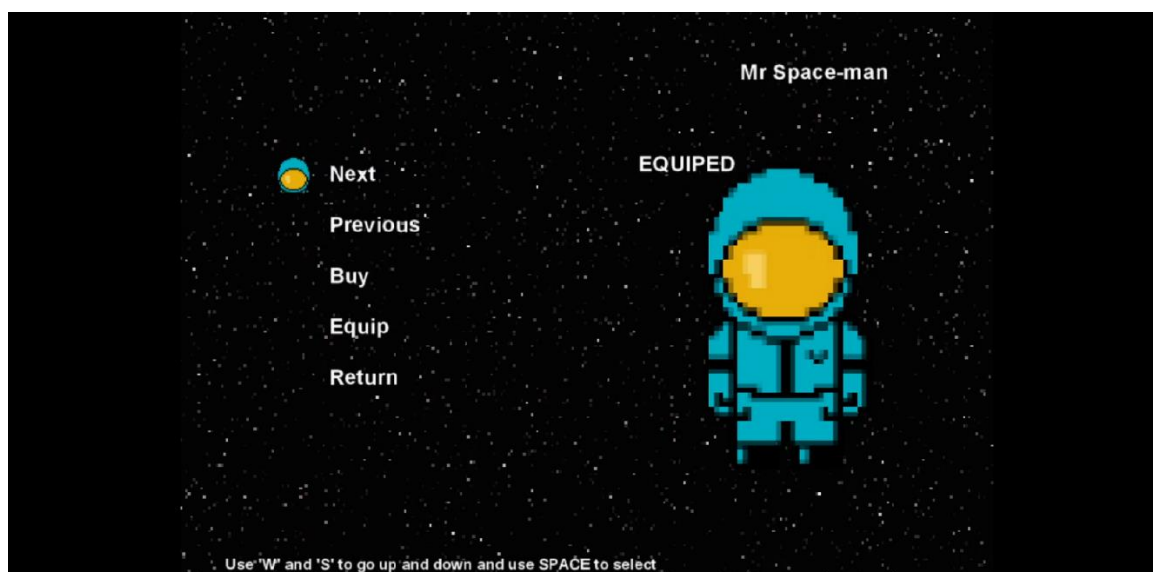 Mr Space-man
EQUIPED
Next
Previous
Buy
Equip
Return
Use 'W' and 'S' to go up and down and use SPACE to select